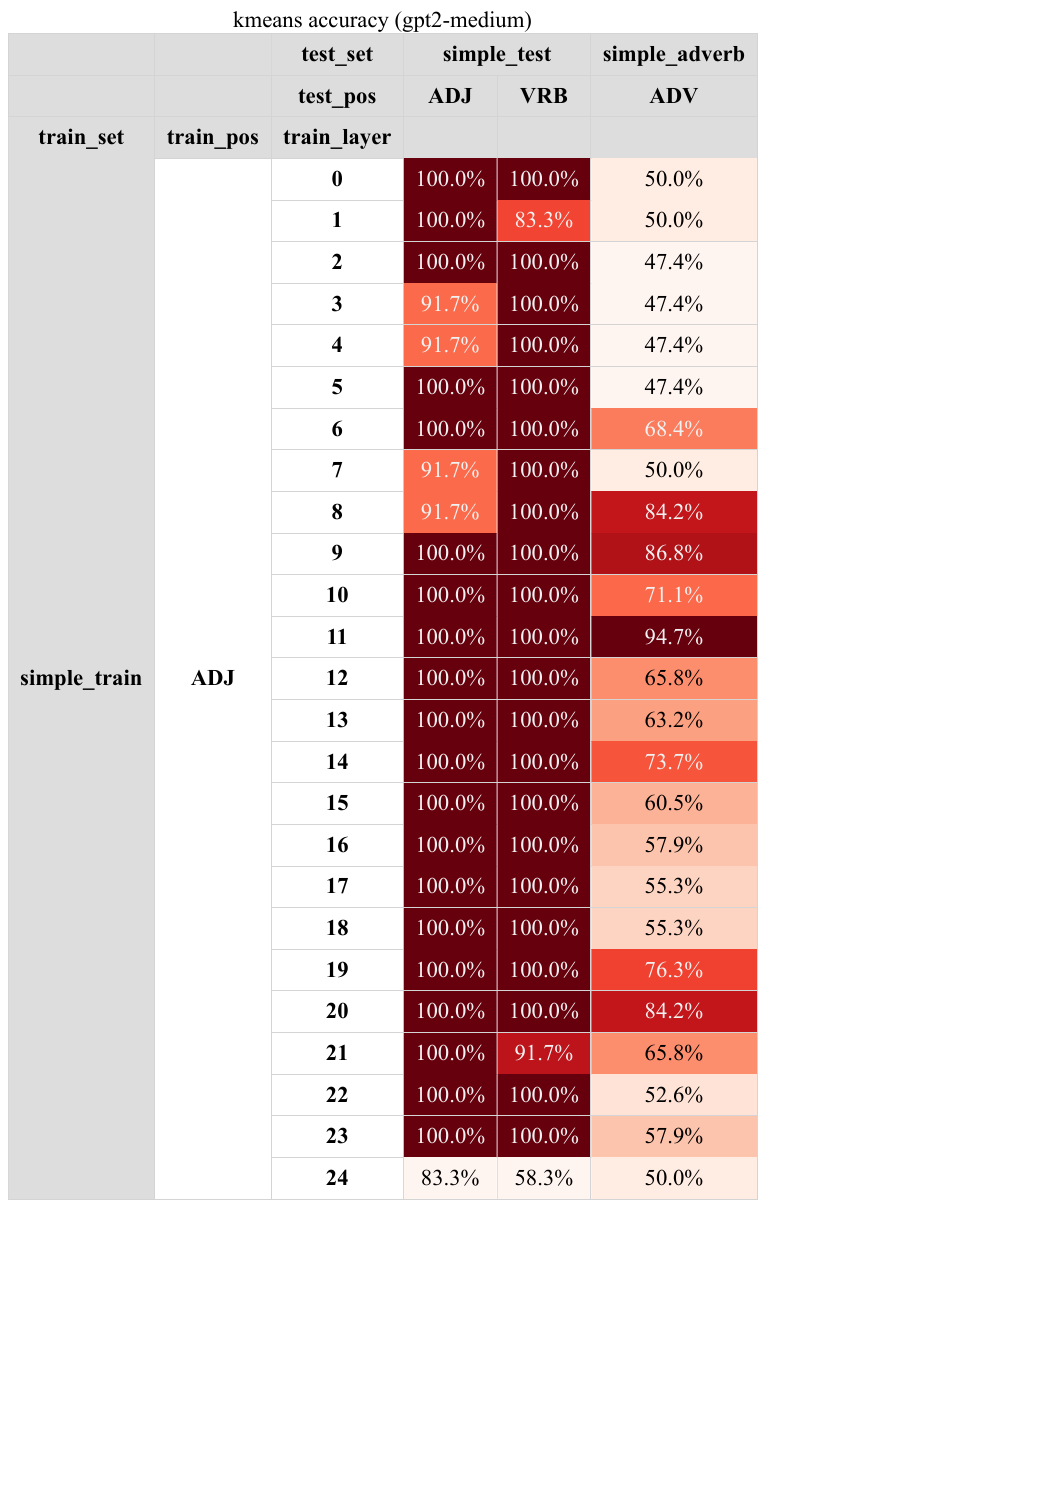 kmeans accuracy (gpt2-medium)
test_set simple_test simple_adverb
test_pos ADJ VRB ADV
train_set train_pos train_layer
0 100.0% 100.0% 50.0%
1 100.0% 83.3% 50.0%
2 100.0% 100.0% 47.4%
3 91.7% 100.0% 47.4%
4 91.7% 100.0% 47.4%
5 100.0% 100.0% 47.4%
6 100.0% 100.0% 68.4%
7 91.7% 100.0% 50.0%
8 91.7% 100.0% 84.2%
9 100.0% 100.0% 86.8%
10 100.0% 100.0% 71.1%
11 100.0% 100.0% 94.7%
simple_train ADJ 12 100.0% 100.0% 65.8%
13 100.0% 100.0% 63.2%
14 100.0% 100.0% 73.7%
15 100.0% 100.0% 60.5%
16 100.0% 100.0% 57.9%
17 100.0% 100.0% 55.3%
18 100.0% 100.0% 55.3%
19 100.0% 100.0% 76.3%
20 100.0% 100.0% 84.2%
21 100.0% 91.7% 65.8%
22 100.0% 100.0% 52.6%
23 100.0% 100.0% 57.9%
24 83.3% 58.3% 50.0%